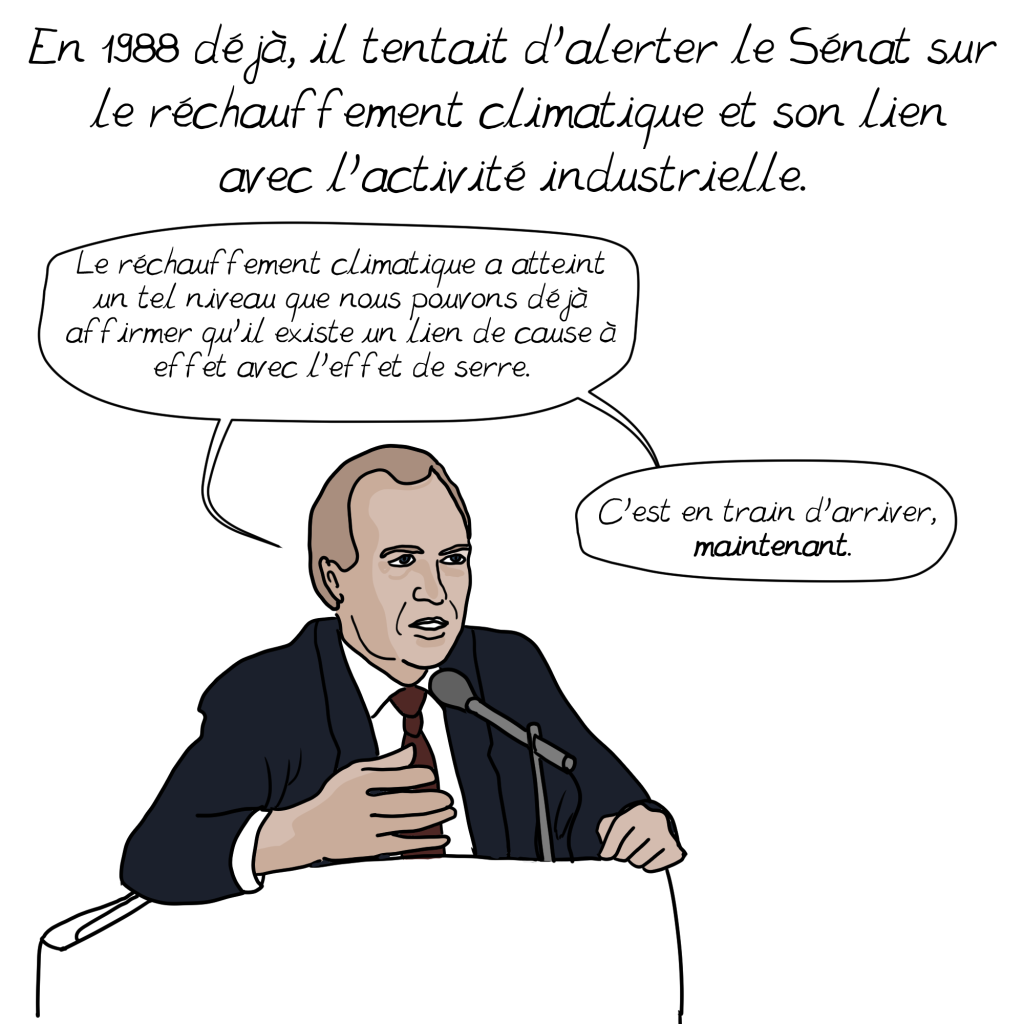 En 1988 déjà, il tentait d'alerter le Sénat sur
le réchauffement climatique et son lien
avec l'activité industrielle.
Le réchauffement climatique a atteint
un tel niveau que nous pouvons déjà
affirmer qu'il existe un lien de cause à
effet avec l'effet de serre.
C'est en train d'arriver,
maintenant.